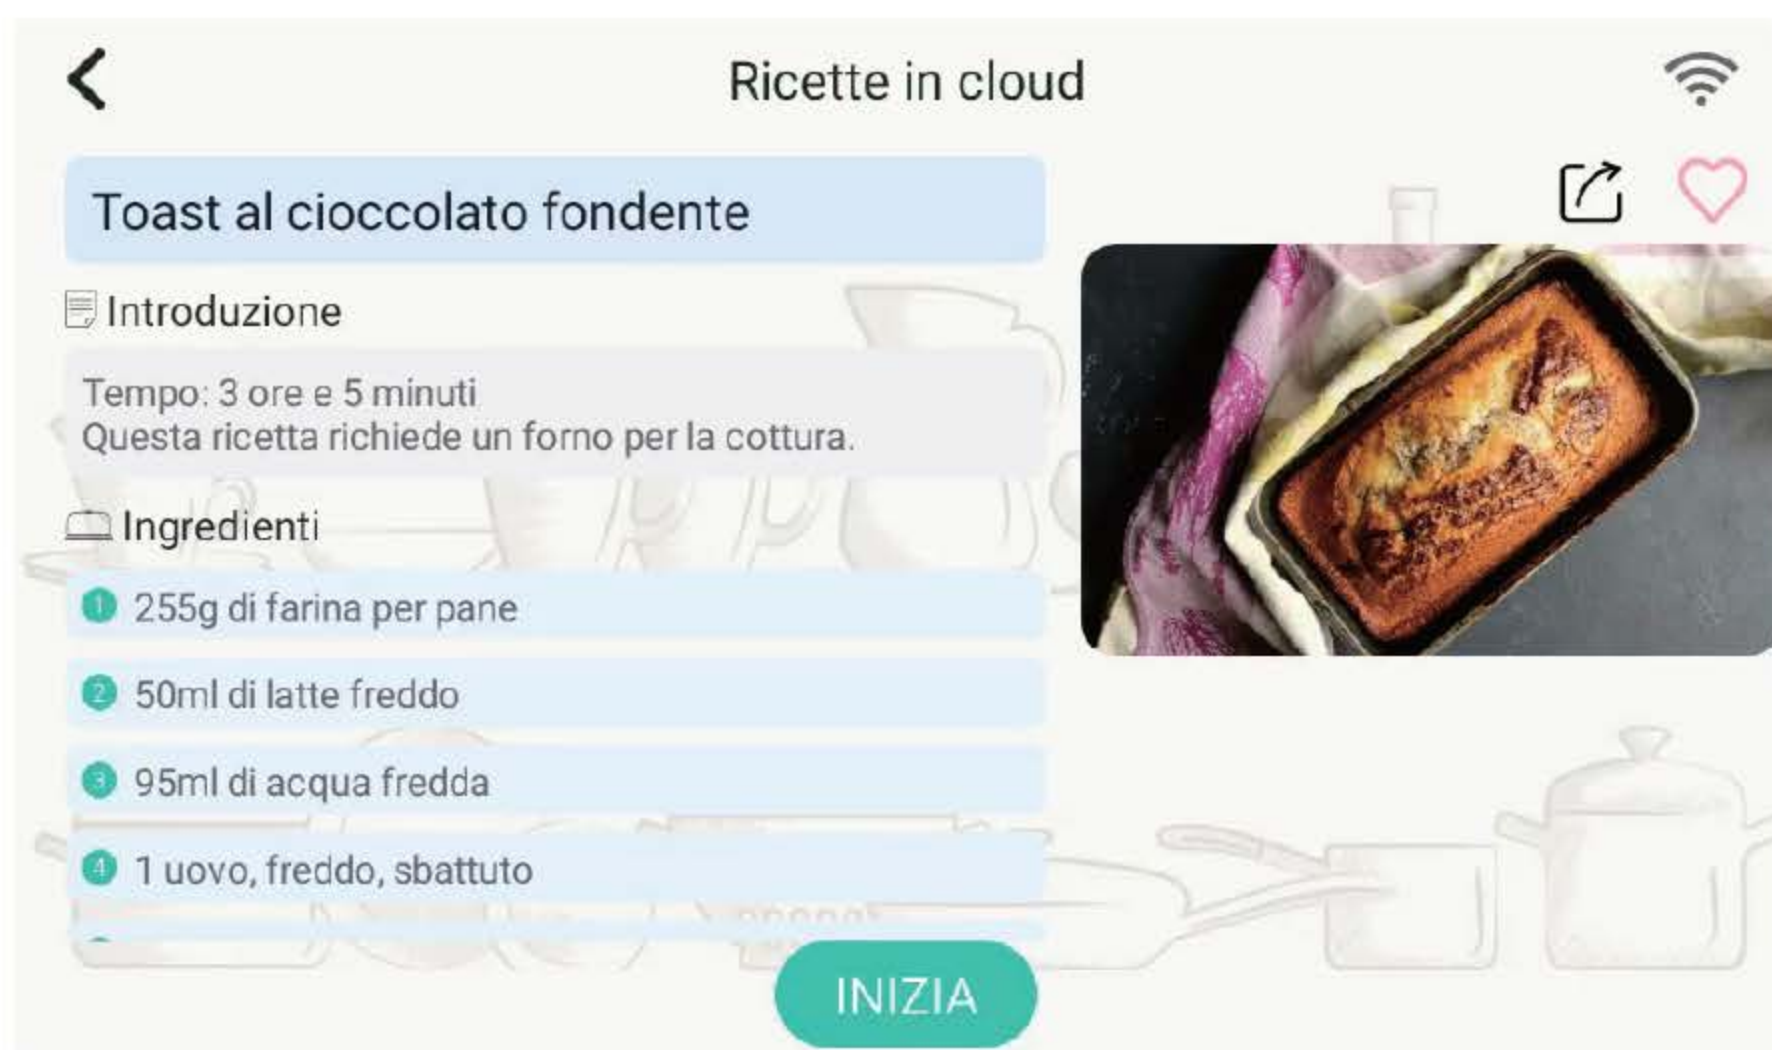 Ricette in cloud
Toast al cioccolato fondente
Introduzione
Tempo: 3 ore e 5 minuti
Questa ricetta richiede un forno per la cottura.
Ingredienti
1 255g di farina per pane
2 50ml di latte freddo
3 95ml di acqua fredda
4 1 uovo, freddo, sbattuto
INIZIA